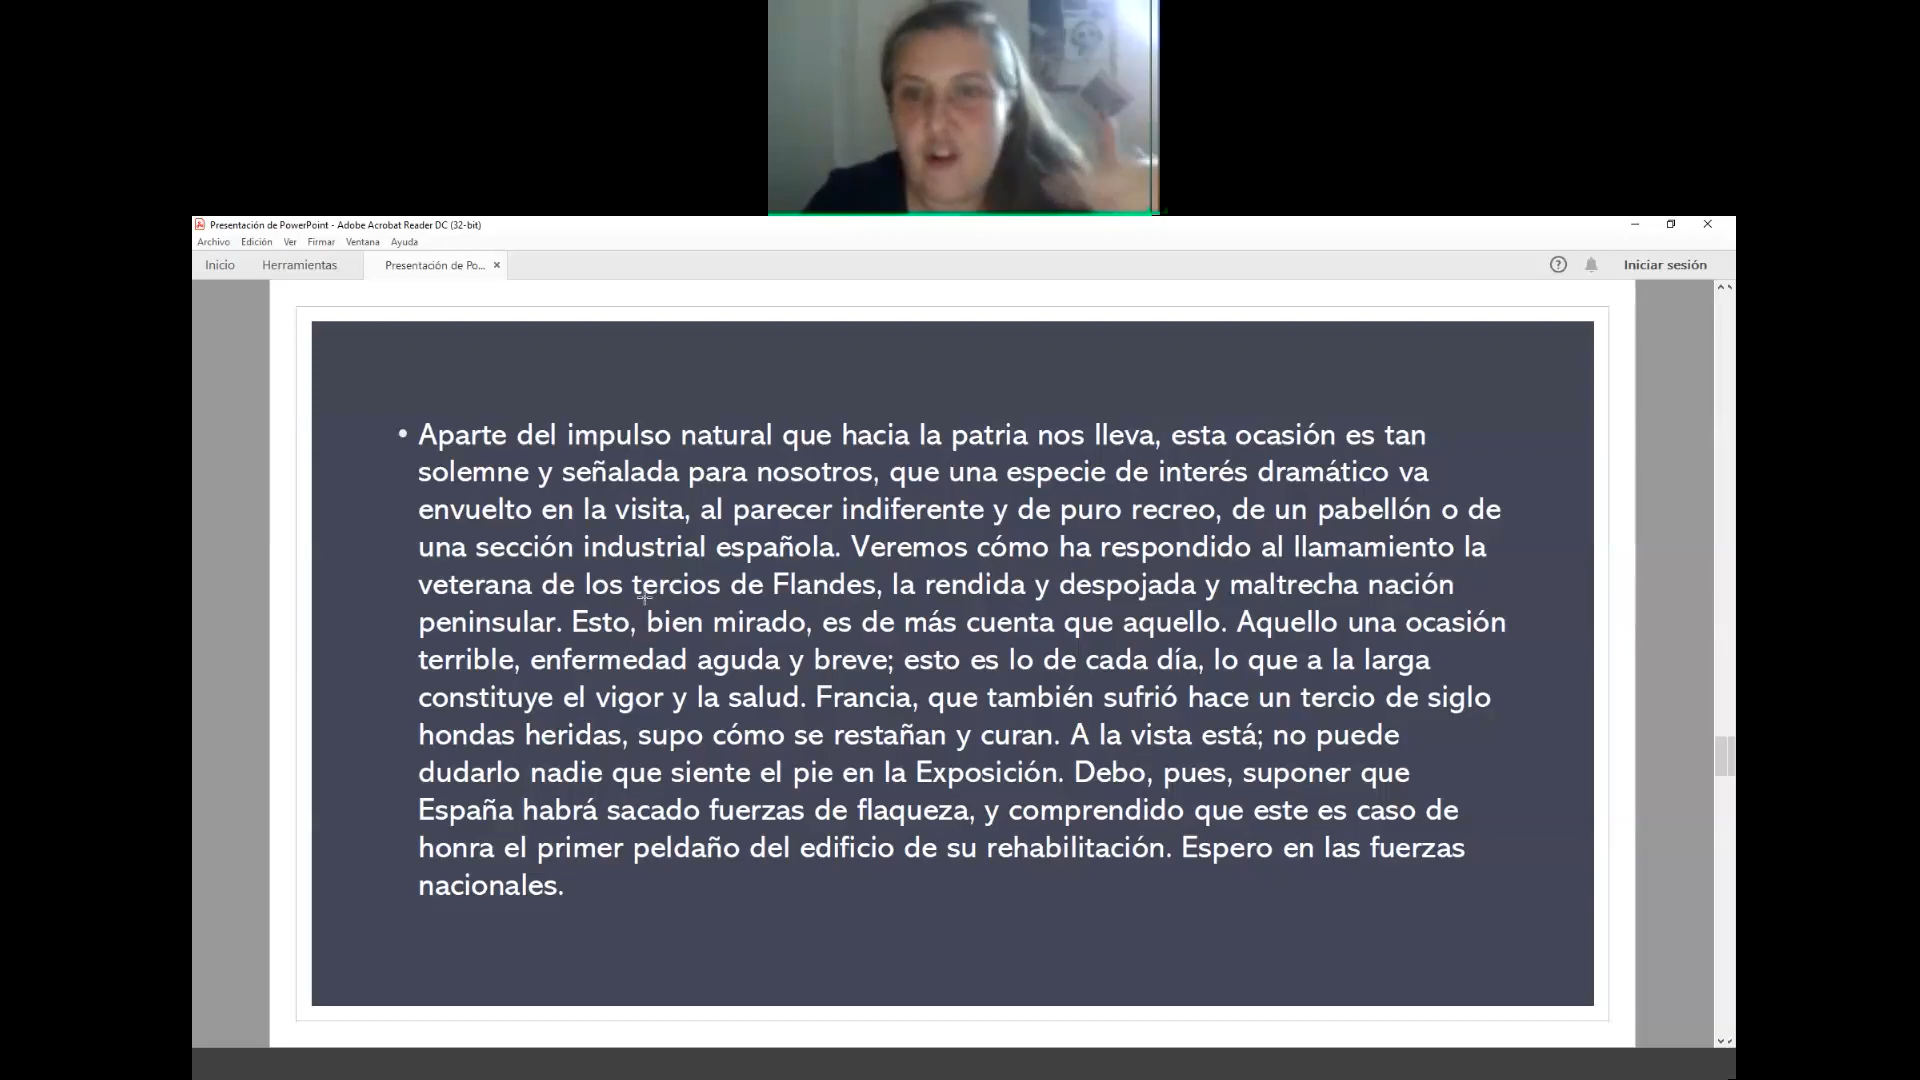 Presentación de PowerPoint - Adobe Acrobat Reader DC (32-bit)
Archivo Edición Ver Firmar Ventana Ayuda
Inicio Herramientas Presentación de Po... × ? Iniciar sesión
• Aparte del impulso natural que hacia la patria nos lleva, esta ocasión es tan
solemne y señalada para nosotros, que una especie de interés dramático va
envuelto en la visita, al parecer indiferente y de puro recreo, de un pabellón o de
una sección industrial española. Veremos cómo ha respondido al llamamiento la
veterana de los tercios de Flandes, la rendida y despojada y maltrecha nación
peninsular. Esto, bien mirado, es de más cuenta que aquello. Aquello una ocasión
terrible, enfermedad aguda y breve; esto es lo de cada día, lo que a la larga
constituye el vigor y la salud. Francia, que también sufrió hace un tercio de siglo
hondas heridas, supo cómo se restañan y curan. A la vista está; no puede
dudarlo nadie que siente el pie en la Exposición. Debo, pues, suponer que
España habrá sacado fuerzas de flaqueza, y comprendido que este es caso de
honra el primer peldaño del edificio de su rehabilitación. Espero en las fuerzas
nacionales.